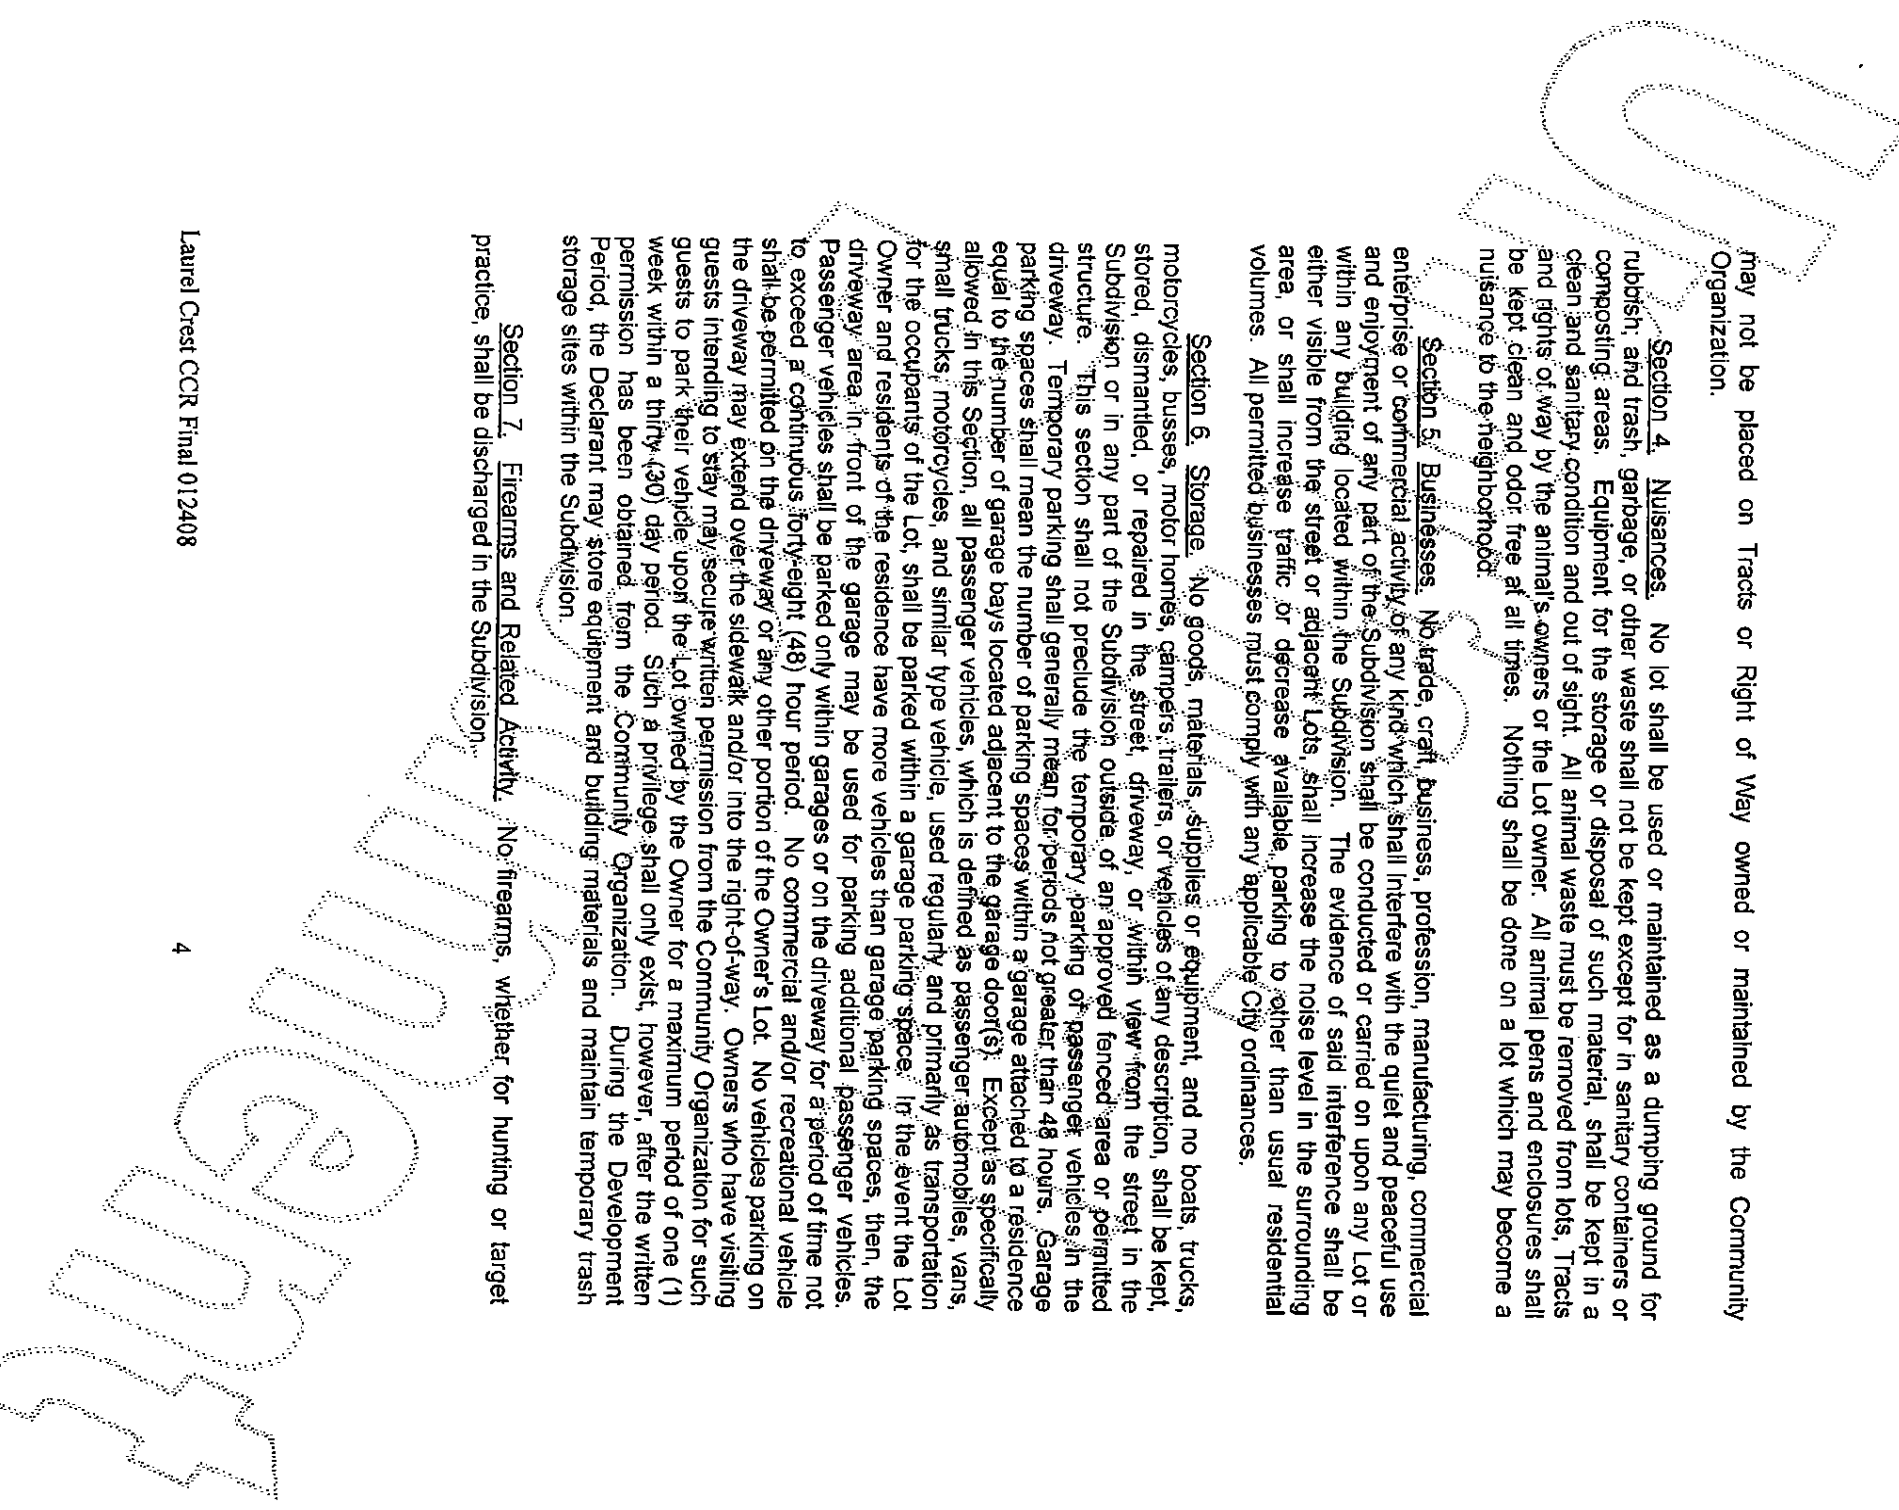 may not be placed on Tracts or Right of Way owned or maintained by the Community
Organization.
Section 4. Nuisances. No lot shall be used or maintained as a dumping ground for
rubbish, and trash, garbage, or other waste shall not be kept except for in sanitary containers or
composting areas. Equipment for the storage or disposal of such material, shall be kept in a
clean and sanitary condition and out of sight. All animal waste must be removed from lots, Tracts
and rights of way by the animal's owners or the Lot owner. All animal pens and enclosures shall
be kept clean and odor free at all times. Nothing shall be done on a lot which may become a
nuisance to the neighborhood.
Section 5. Businesses. No trade, craft, business, profession, manufacturing, commercial
enterprise or commercial activity of any kind which shall interfere with the quiet and peaceful use
and enjoyment of any part of the Subdivision shall be conducted or carried on upon any Lot or
within any building located within the Subdivision. The evidence of said interference shall be
either visible from the street or adjacent Lots, shall increase the noise level in the surrounding
area, or shall increase traffic or decrease available parking to other than usual residential
volumes. All permitted businesses must comply with any applicable City ordinances.
Section 6. Storage. No goods, materials, supplies or equipment, and no boats, trucks,
motorcycles, busses, motor homes, campers, trailers, or vehicles of any description, shall be kept,
stored, dismantled, or repaired in the street, driveway, or within view from the street in the
Subdivision or in any part of the Subdivision outside of an approved fenced area or permitted
structure. This section shall not preclude the temporary parking of passenger vehicles in the
driveway. Temporary parking shall generally mean for periods not greater than 48 hours. Garage
parking spaces shall mean the number of parking spaces within a garage attached to a residence
equal to the number of garage bays located adjacent to the garage door(s). Except as specifically
allowed in this Section, all passenger vehicles, which is defined as passenger automobiles, vans,
small trucks, motorcycles, and similar type vehicle, used regularly and primarily as transportation
for the occupants of the Lot, shall be parked within a garage parking space. In the event the Lot
Owner and residents of the residence have more vehicles than garage parking spaces, then, the
driveway area in front of the garage may be used for parking additional passenger vehicles.
Passenger vehicles shall be parked only within garages or on the driveway for a period of time not
to exceed a continuous forty-eight (48) hour period. No commercial and/or recreational vehicle
shall be permitted on the driveway or any other portion of the Owner's Lot. No vehicles parking on
the driveway may extend over the sidewalk and/or into the right-of-way. Owners who have visiting
guests intending to stay may secure written permission from the Community Organization for such
guests to park their vehicle upon the Lot owned by the Owner for a maximum period of one (1)
week within a thirty (30) day period. Such a privilege shall only exist, however, after the written
permission has been obtained from the Community Organization. During the Development
Period, the Declarant may store equipment and building materials and maintain temporary trash
storage sites within the Subdivision.
Section 7. Firearms and Related Activity. No firearms, whether for hunting or target
practice, shall be discharged in the Subdivision.
Laurel Crest CCR Final 012408
4